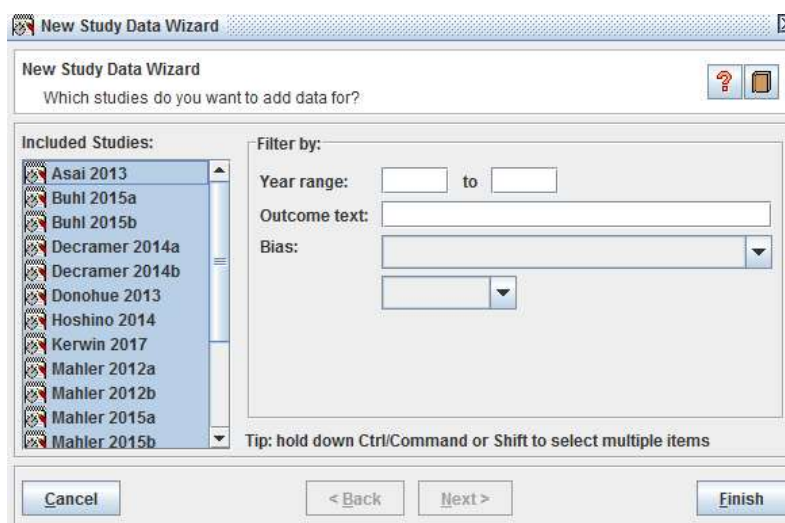 New Study Data Wizard
New Study Data Wizard
Which studies do you want to add data for?
Included Studies:
Asai 2013
Buhl 2015a
Buhl 2015b
Decramer 2014a
Decramer 2014b
Donohue 2013
Hoshino 2014
Kerwin 2017
Mahler 2012a
Mahler 2012b
Mahler 2015a
Mahler 2015b
Filter by:
Year range: to
Outcome text:
Bias:
Tip: hold down Ctrl/Command or Shift to select multiple items
Cancel < Back Next > Finish